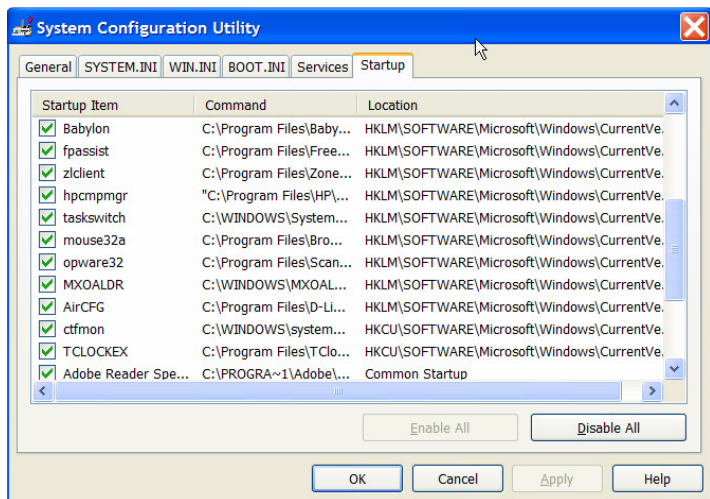 System Configuration Utility
General SYSTEM.INI WIN.INI BOOT.INI Services Startup
Startup Item Command Location
Babylon C:\Program Files\Baby... HKLM\SOFTWARE\Microsoft\Windows\CurrentVe.
fpassist C:\Program Files\Free... HKLM\SOFTWARE\Microsoft\Windows\CurrentVe.
zlclient C:\Program Files\Zone... HKLM\SOFTWARE\Microsoft\Windows\CurrentVe.
hpcmpmgr "C:\Program Files\HP\... HKLM\SOFTWARE\Microsoft\Windows\CurrentVe.
taskswitch C:\WINDOWS\System... HKLM\SOFTWARE\Microsoft\Windows\CurrentVe.
mouse32a C:\Program Files\Bro... HKLM\SOFTWARE\Microsoft\Windows\CurrentVe.
opware32 C:\Program Files\Scan... HKLM\SOFTWARE\Microsoft\Windows\CurrentVe.
MXOALDR C:\WINDOWS\MXOAL... HKLM\SOFTWARE\Microsoft\Windows\CurrentVe.
AirCFG C:\Program Files\D-Li... HKLM\SOFTWARE\Microsoft\Windows\CurrentVe.
ctfmon C:\WINDOWS\system... HKCU\SOFTWARE\Microsoft\Windows\CurrentVe.
TCLOCKEX C:\Program Files\TClo... HKCU\SOFTWARE\Microsoft\Windows\CurrentVe.
Adobe Reader Spe... C:\PROGRA~1\Adobe\... Common Startup
Enable All Disable All
OK Cancel Apply Help